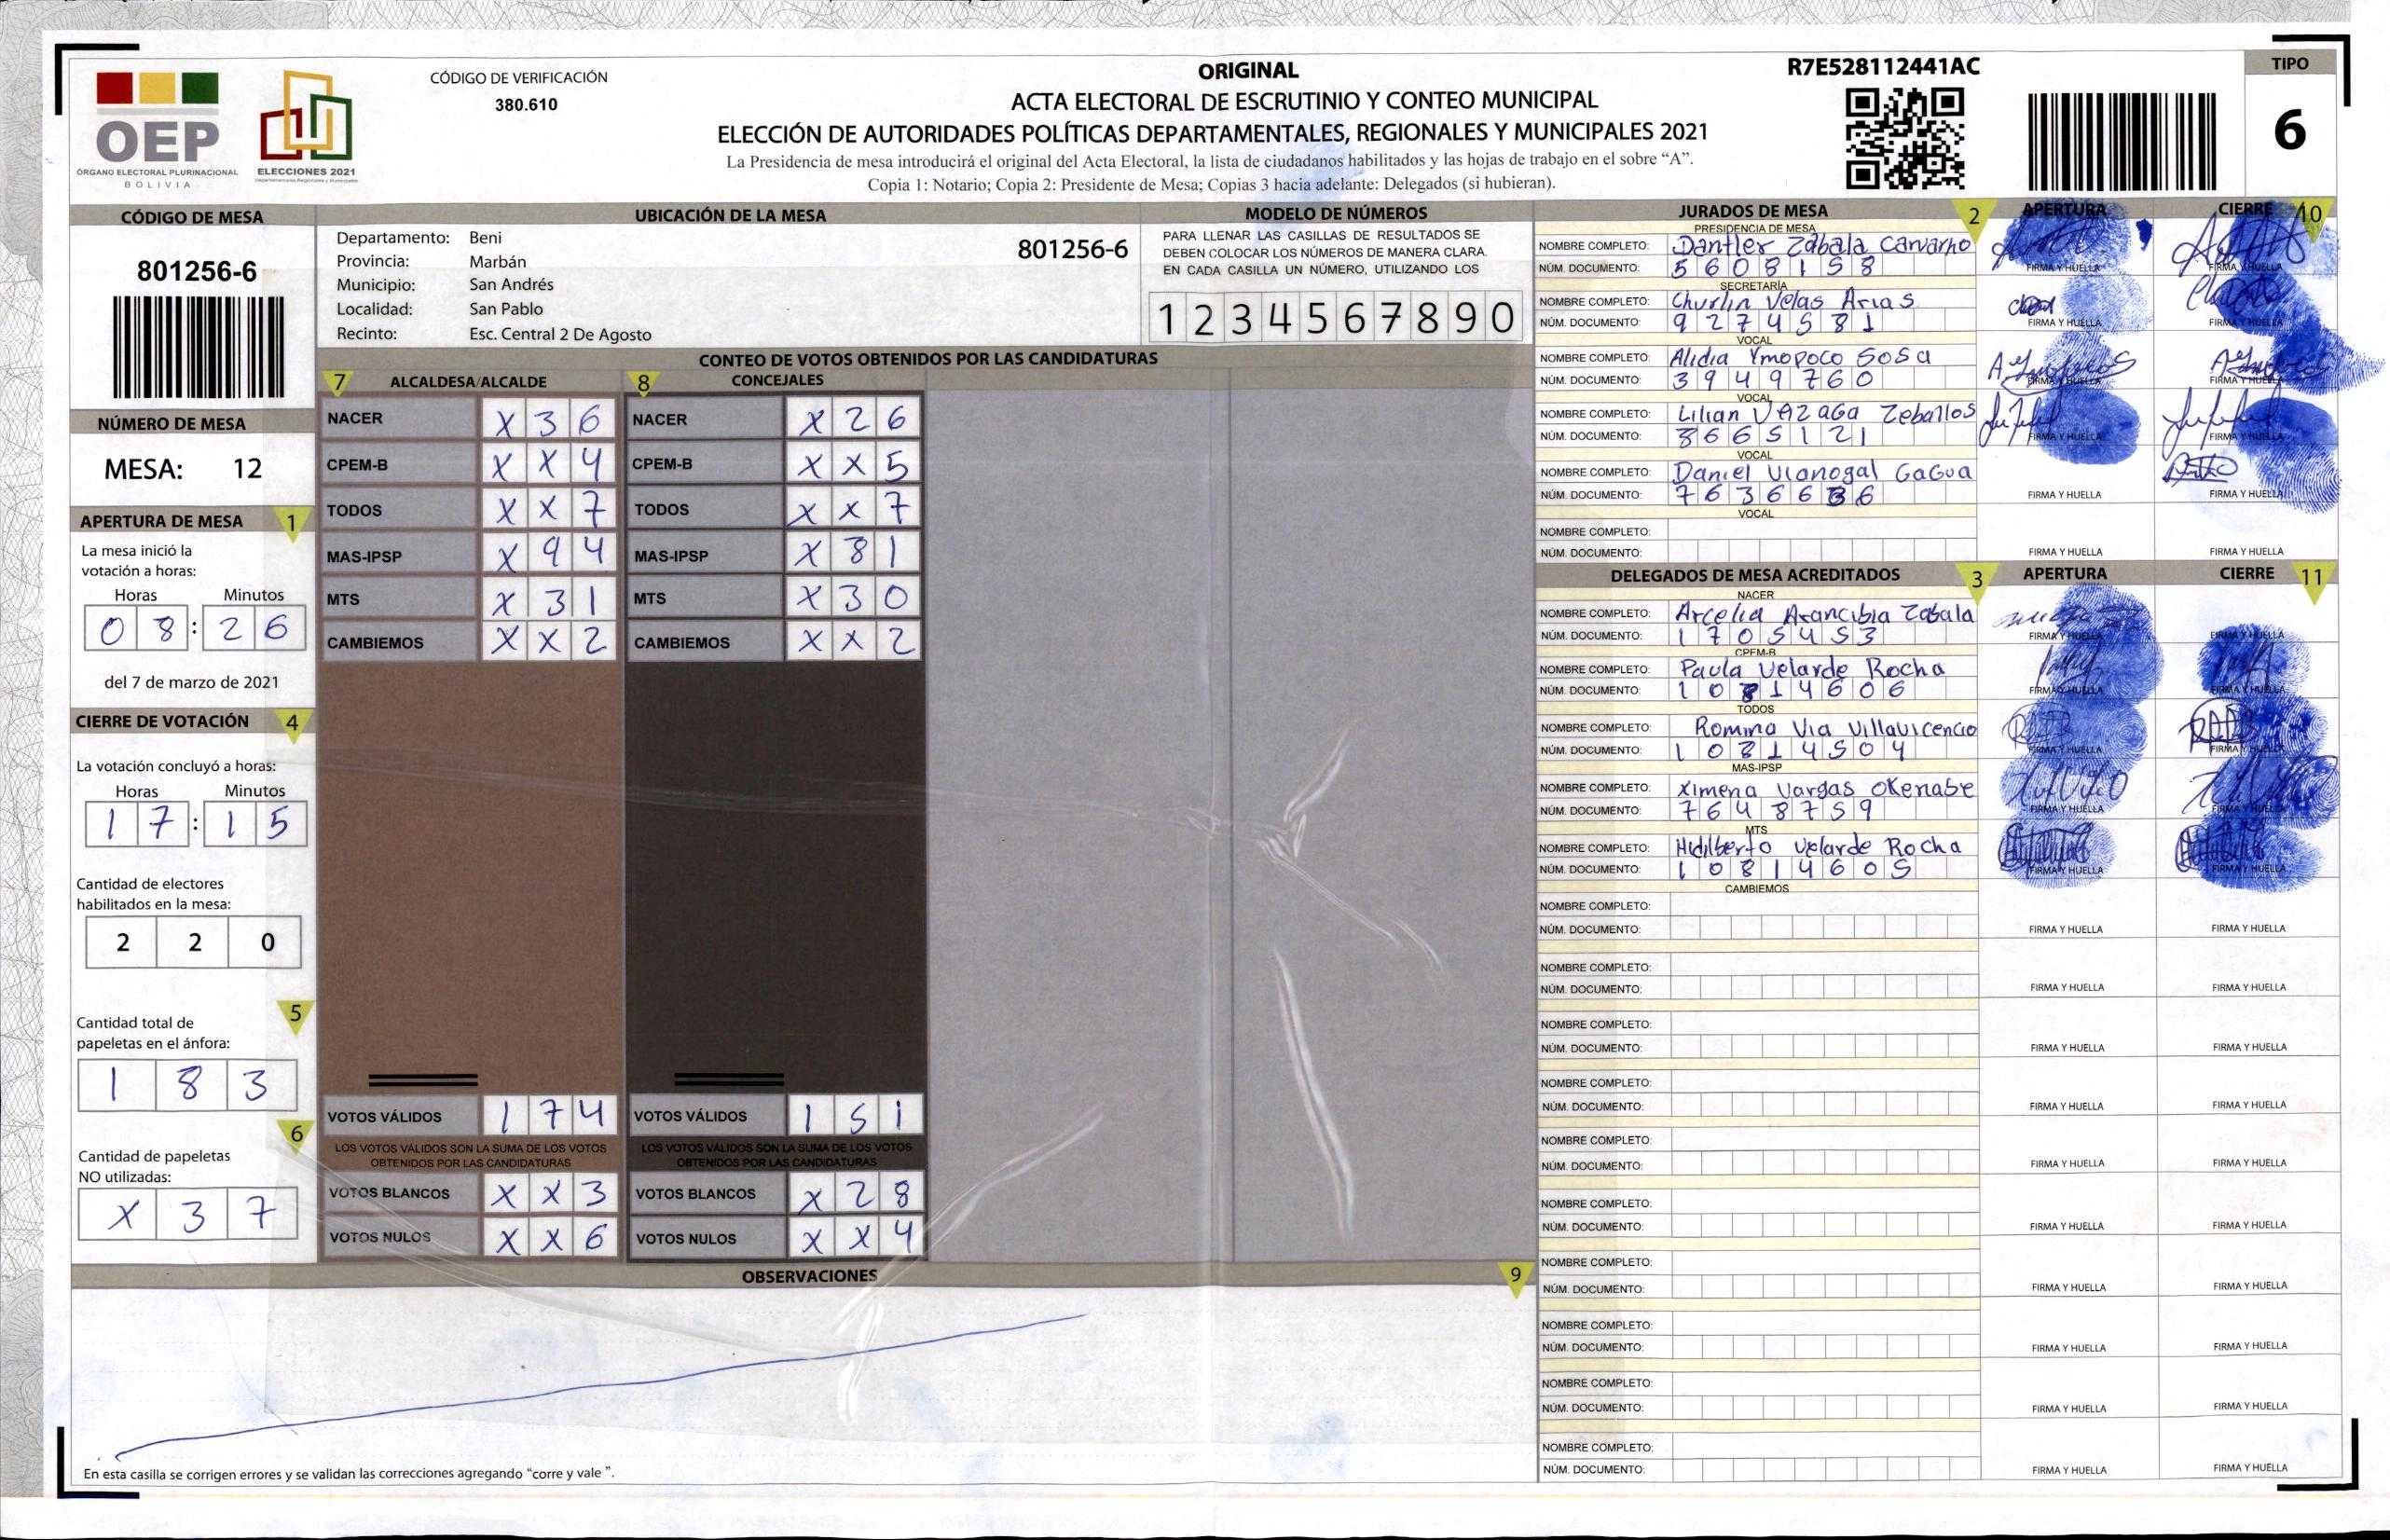 OEP
ÓRGANO ELECTORAL PLURINACIONAL
BOLIVIA
ELECCIONES 2021
CÓDIGO DE VERIFICACIÓN
380.610
ORIGINAL
ACTA ELECTORAL DE ESCRUTINIO Y CONTEO MUNICIPAL
ELECCIÓN DE AUTORIDADES POLÍTICAS DEPARTAMENTALES, REGIONALES Y MUNICIPALES 2021
La Presidencia de mesa introducirá el original del Acta Electoral, la lista de ciudadanos habilitados y las hojas de trabajo en el sobre “A”.
Copia 1: Notario; Copia 2: Presidente de Mesa; Copias 3 hacia adelante: Delegados (si hubieran).
R7E528112441AC
TIPO
6
CÓDIGO DE MESA
801256-6
NÚMERO DE MESA
MESA: 12
APERTURA DE MESA 1
La mesa inició la
votación a horas:
Horas Minutos
08:26
del 7 de marzo de 2021
CIERRE DE VOTACIÓN 4
La votación concluyó a horas:
Horas Minutos
17:15
Cantidad de electores
habilitados en la mesa:
2 2 0
5
Cantidad total de
papeletas en el ánfora:
1 8 3
6
Cantidad de papeletas
NO utilizadas:
X 3 7
UBICACIÓN DE LA MESA
Departamento: Beni
801256-6
Provincia: Marbán
Municipio: San Andrés
Localidad: San Pablo
Recinto: Esc. Central 2 De Agosto
MODELO DE NÚMEROS
PARA LLENAR LAS CASILLAS DE RESULTADOS SE
DEBEN COLOCAR LOS NÚMEROS DE MANERA CLARA.
EN CADA CASILLA UN NÚMERO, UTILIZANDO LOS
1 2 3 4 5 6 7 8 9 0
CONTEO DE VOTOS OBTENIDOS POR LAS CANDIDATURAS
7 ALCALDESA/ALCALDE 8 CONCEJALES
NACER X 3 6 NACER X 2 6
CPEM-B X X 4 CPEM-B X X 5
TODOS X X 7 TODOS X X 7
MAS-IPSP X 9 4 MAS-IPSP X 8 1
MTS X 3 1 MTS X 3 0
CAMBIEMOS X X 2 CAMBIEMOS X X 2
VOTOS VÁLIDOS 1 7 4 VOTOS VÁLIDOS 1 5 1
LOS VOTOS VÁLIDOS SON LA SUMA DE LOS VOTOS LOS VOTOS VÁLIDOS SON LA SUMA DE LOS VOTOS
OBTENIDOS POR LAS CANDIDATURAS OBTENIDOS POR LAS CANDIDATURAS
VOTOS BLANCOS X X 3 VOTOS BLANCOS X 2 8
VOTOS NULOS X X 6 VOTOS NULOS X X 4
OBSERVACIONES 9
En esta casilla se corrigen errores y se validan las correcciones agregando “corre y vale ”.
JURADOS DE MESA 2 APERTURA CIERRE 10
PRESIDENCIA DE MESA
NOMBRE COMPLETO: Dantler Zabala Carvarho
NÚM. DOCUMENTO: 5608158 FIRMA Y HUELLA FIRMA Y HUELLA
SECRETARÍA
NOMBRE COMPLETO: Churlin Velas Arias
NÚM. DOCUMENTO: 9274581 FIRMA Y HUELLA FIRMA Y HUELLA
VOCAL
NOMBRE COMPLETO: Alidia Ymopoco Sosa
NÚM. DOCUMENTO: 3949760 FIRMA Y HUELLA FIRMA Y HUELLA
VOCAL
NOMBRE COMPLETO: Lilian VAZAGA Zeballos
NÚM. DOCUMENTO: 8665121 FIRMA Y HUELLA FIRMA Y HUELLA
VOCAL
NOMBRE COMPLETO: Daniel Vianogal GaGua
NÚM. DOCUMENTO: 7636636 FIRMA Y HUELLA FIRMA Y HUELLA
VOCAL
NOMBRE COMPLETO:
NÚM. DOCUMENTO: FIRMA Y HUELLA FIRMA Y HUELLA
DELEGADOS DE MESA ACREDITADOS 3 APERTURA CIERRE 11
NACER
NOMBRE COMPLETO: Arcelia Arancibia Zabala
NÚM. DOCUMENTO: 1705453 FIRMA Y HUELLA FIRMA Y HUELLA
CPEM-B
NOMBRE COMPLETO: Paula Velarde Rocha
NÚM. DOCUMENTO: 10814606 FIRMA Y HUELLA FIRMA Y HUELLA
TODOS
NOMBRE COMPLETO: Romina Via Villavicencio
NÚM. DOCUMENTO: 10814504 FIRMA Y HUELLA FIRMA Y HUELLA
MAS-IPSP
NOMBRE COMPLETO: Ximena Vargas Okenabe
NÚM. DOCUMENTO: 7648759 FIRMA Y HUELLA FIRMA Y HUELLA
MTS
NOMBRE COMPLETO: Hidilberto Velarde Rocha
NÚM. DOCUMENTO: 10814605 FIRMA Y HUELLA FIRMA Y HUELLA
CAMBIEMOS
NOMBRE COMPLETO:
NÚM. DOCUMENTO: FIRMA Y HUELLA FIRMA Y HUELLA
NOMBRE COMPLETO:
NÚM. DOCUMENTO: FIRMA Y HUELLA FIRMA Y HUELLA
NOMBRE COMPLETO:
NÚM. DOCUMENTO: FIRMA Y HUELLA FIRMA Y HUELLA
NOMBRE COMPLETO:
NÚM. DOCUMENTO: FIRMA Y HUELLA FIRMA Y HUELLA
NOMBRE COMPLETO:
NÚM. DOCUMENTO: FIRMA Y HUELLA FIRMA Y HUELLA
NOMBRE COMPLETO:
NÚM. DOCUMENTO: FIRMA Y HUELLA FIRMA Y HUELLA
NOMBRE COMPLETO:
NÚM. DOCUMENTO: FIRMA Y HUELLA FIRMA Y HUELLA
NOMBRE COMPLETO:
NÚM. DOCUMENTO: FIRMA Y HUELLA FIRMA Y HUELLA
NOMBRE COMPLETO:
NÚM. DOCUMENTO: FIRMA Y HUELLA FIRMA Y HUELLA
NOMBRE COMPLETO:
NÚM. DOCUMENTO: FIRMA Y HUELLA FIRMA Y HUELLA